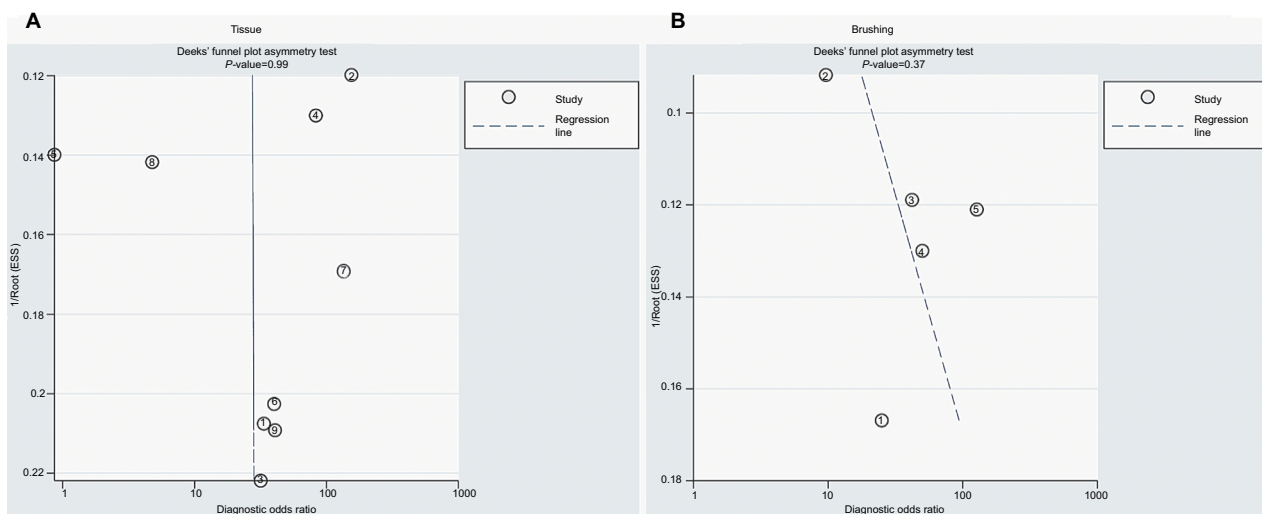 A
Tissue
Deeks' funnel plot asymmetry test
P-value=0.99
0.12
0.14
0.16
0.18
0.2
0.22
1/Root (ESS)
2
4
5
8
7
6
1
9
3
1
10
100
1000
Diagnostic odds ratio
Study
Regression
line
B
Brushing
Deeks' funnel plot asymmetry test
P-value=0.37
0.1
0.12
0.14
0.16
0.18
1/Root (ESS)
2
3
5
4
1
1
10
100
1000
Diagnostic odds ratio
Study
Regression
line